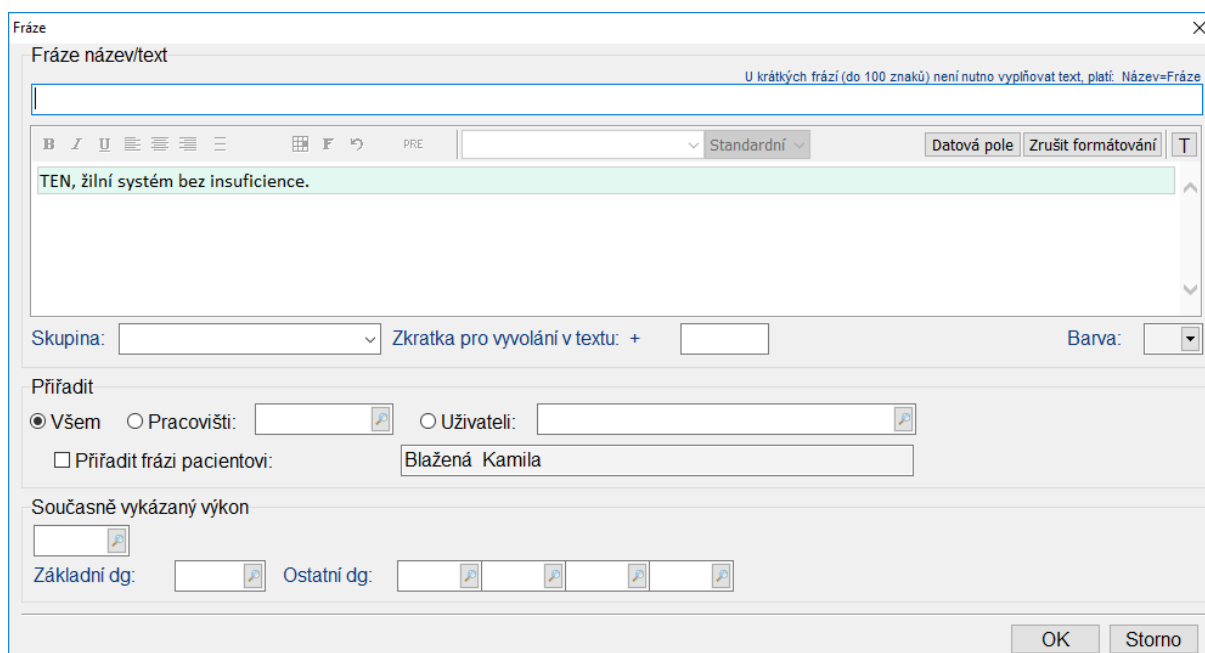 Fráze
Fráze název/text
U krátkých frází (do 100 znaků) není nutno vyplňovat text, platí: Název=Fráze
B I U F PRE Standardní Datová pole Zrušit formátování T
TEN, žilní systém bez insuficience.
Skupina: Zkratka pro vyvolání v textu: + Barva:
Přiřadit
Všem Pracovišti: Uživateli:
Přiřadit frázi pacientovi: Blažená Kamila
Současně vykázaný výkon
Základní dg: Ostatní dg:
OK Storno